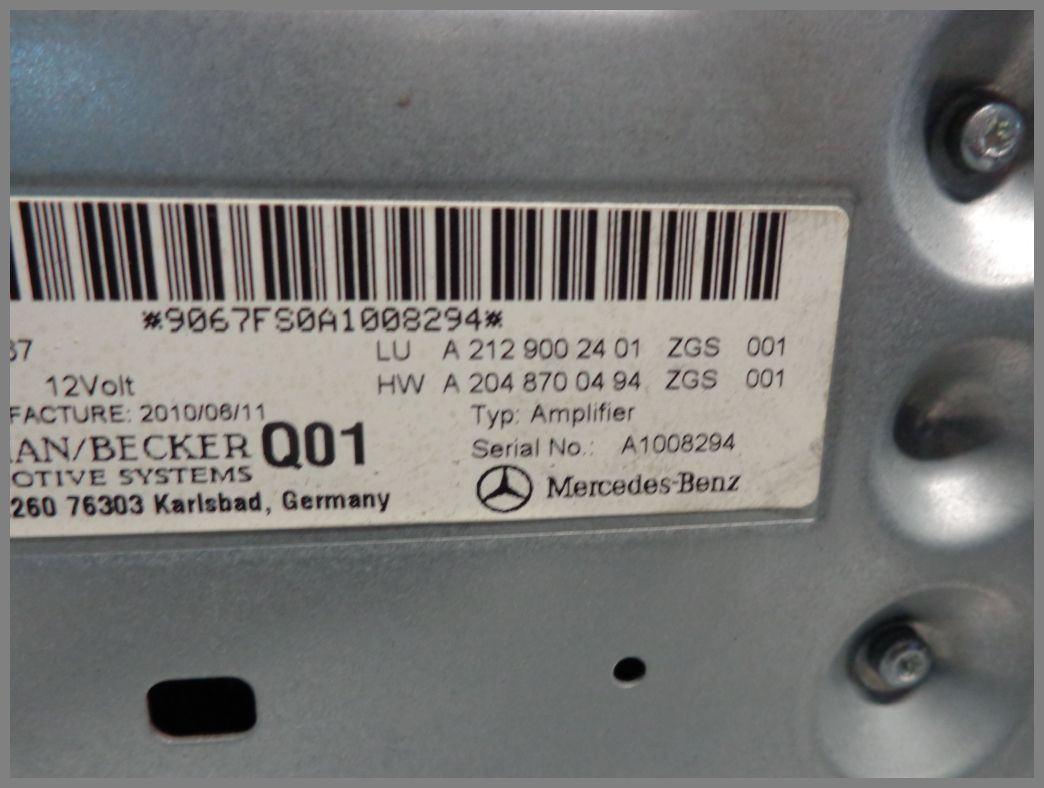 *9067FS0A1008294*
LU A 212 900 24 01 ZGS 001
12Volt HW A 204 870 04 94 ZGS 001
FACTURE: 2010/06/11 Typ: Amplifier
AN/BECKER Q01 Serial No.: A1008294
OTIVE SYSTEMS Mercedes-Benz
260 76303 Karlsbad, Germany